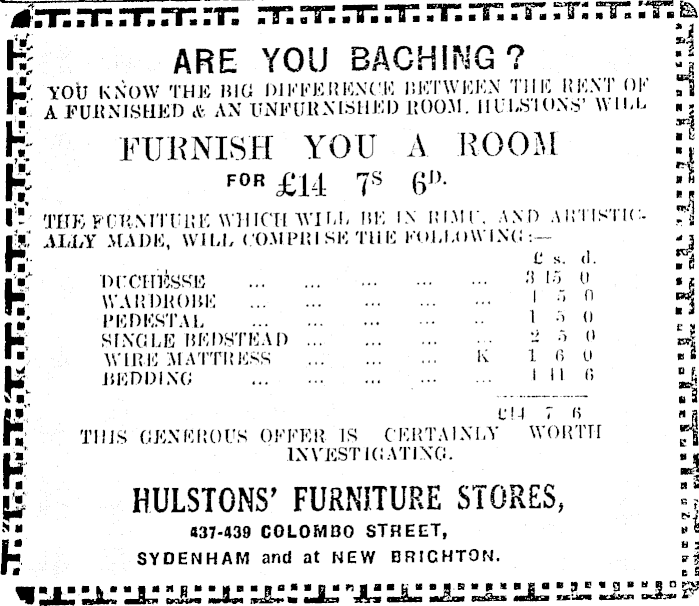 ARE YOU BACHING?
YOU KNOW THE BIG DIFFERENCE BETWEEN THE RENT OF
A FURNISHED & AN UNFURNISHED ROOM. HULSTONS' WILL
FURNISH YOU A ROOM
FOR £14 7S 6D.
THE FURNITURE WHICH WILL BE IN RIMU, AND ARTISTIC-
ALLY MADE, WILL COMPRISE THE FOLLOWING:—
£ s. d.
DUCHESSE ... ... ... ... ... 3 15 0
WARDROBE ... ... ... ... ... 1 5 0
PEDESTAL ... ... ... ... .. 1 5 0
SINGLE BEDSTEAD ... ... ... ... 2 5 0
WIRE MATTRESS ... ... ... K 1 6 0
BEDDING ... ... ... ... ... 4 11 6
£14 7 6
THIS GENEROUS OFFER IS CERTAINLY WORTH
INVESTIGATING.
HULSTONS' FURNITURE STORES,
437-439 COLOMBO STREET,
SYDENHAM and at NEW BRIGHTON.